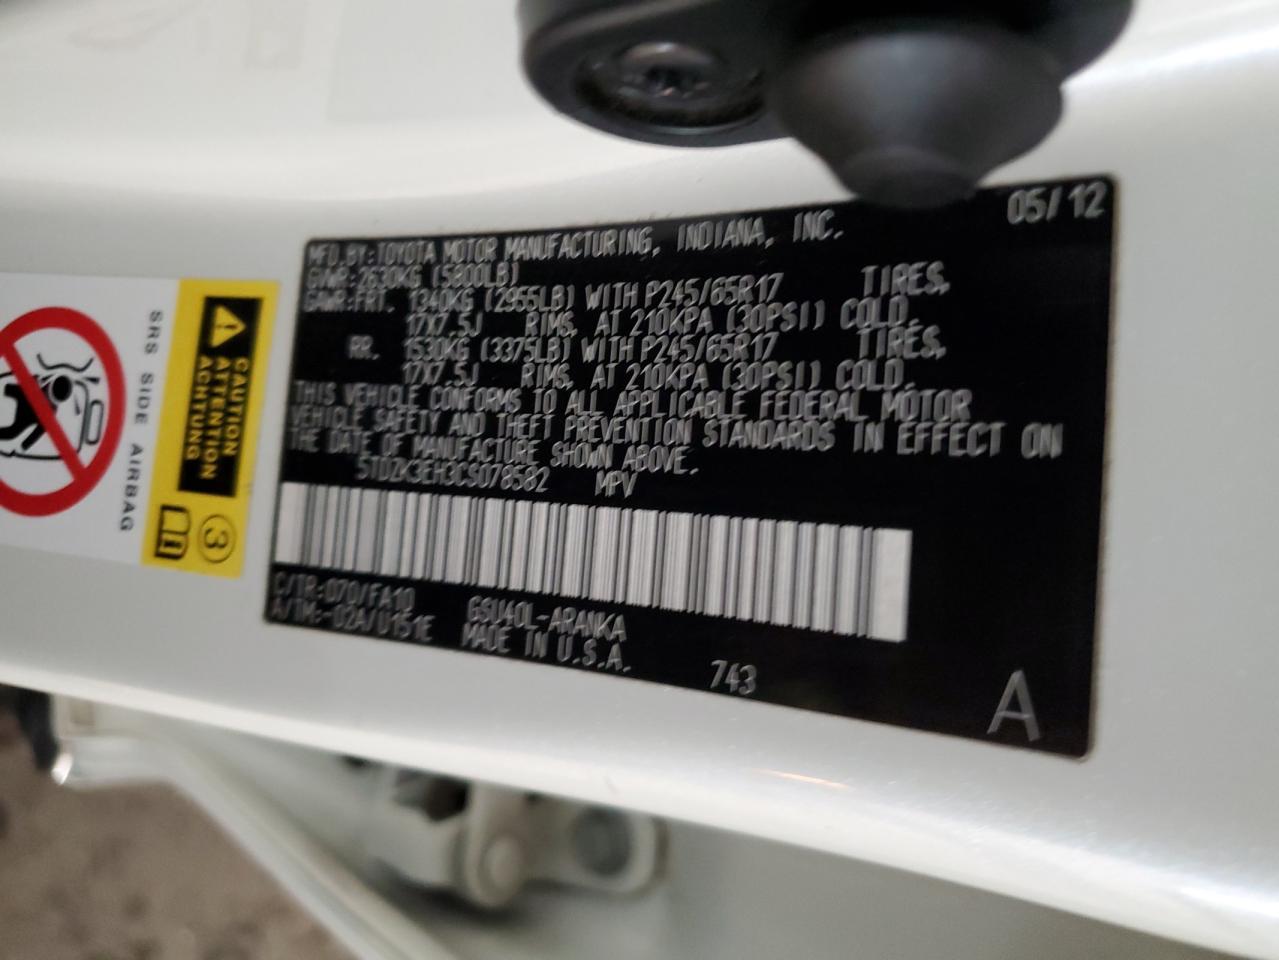 05/12
MFD.BY:TOYOTA MOTOR MANUFACTURING, INDIANA, INC.
GVWR:2630KG (5800LB)
GAWR:FRT. 1340KG (2955LB) WITH P245/65R17 TIRES,
17X7.5J RIMS, AT 210KPA (30PSI) COLD.
RR. 1530KG (3375LB) WITH P245/65R17 TIRES,
17X7.5J RIMS, AT 210KPA (30PSI) COLD.
THIS VEHICLE CONFORMS TO ALL APPLICABLE FEDERAL MOTOR
VEHICLE SAFETY AND THEFT PREVENTION STANDARDS IN EFFECT ON
THE DATE OF MANUFACTURE SHOWN ABOVE.
5TDZK3EH3CS078582 MPV
C/TR:070/FA10 GSU40L-ARANKA
A/TM:-02A/U151E MADE IN U.S.A.
743
A
SRS SIDE AIRBAG
CAUTION
ATTENTION
ACHTUNG
3